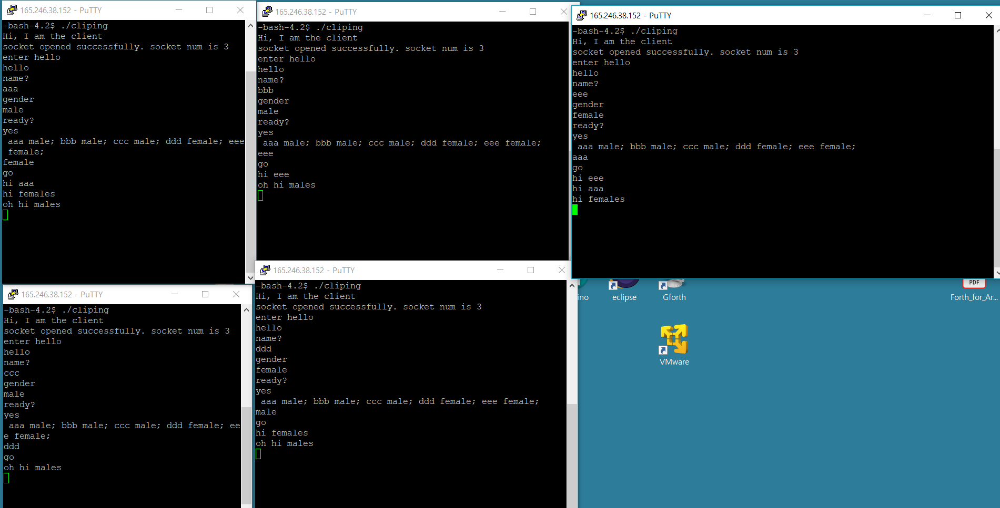 165.246.38.152 - PuTTY
-bash-4.2$ ./cliping
Hi, I am the client
socket opened successfully. socket num is 3
enter hello
hello
name?
aaa
gender
male
ready?
yes
 aaa male; bbb male; ccc male; ddd female; eee
 female;
female
go
hi aaa
hi females
oh hi males
165.246.38.152 - PuTTY
-bash-4.2$ ./cliping
Hi, I am the client
socket opened successfully. socket num is 3
enter hello
hello
name?
bbb
gender
male
ready?
yes
 aaa male; bbb male; ccc male; ddd female; eee female;
eee
go
hi eee
oh hi males
165.246.38.152 - PuTTY
-bash-4.2$ ./cliping
Hi, I am the client
socket opened successfully. socket num is 3
enter hello
hello
name?
eee
gender
female
ready?
yes
 aaa male; bbb male; ccc male; ddd female; eee female;
aaa
go
hi eee
hi aaa
hi females
165.246.38.152 - PuTTY
-bash-4.2$ ./cliping
Hi, I am the client
socket opened successfully. socket num is 3
enter hello
hello
name?
ccc
gender
male
ready?
yes
 aaa male; bbb male; ccc male; ddd female; ee
e female;
ddd
go
oh hi males
165.246.38.152 - PuTTY
-bash-4.2$ ./cliping
Hi, I am the client
socket opened successfully. socket num is 3
enter hello
hello
name?
ddd
gender
female
ready?
yes
 aaa male; bbb male; ccc male; ddd female; eee female;
male
go
hi females
oh hi males
ino
eclipse
Gforth
PDF
Forth_for_Ar...
VMware